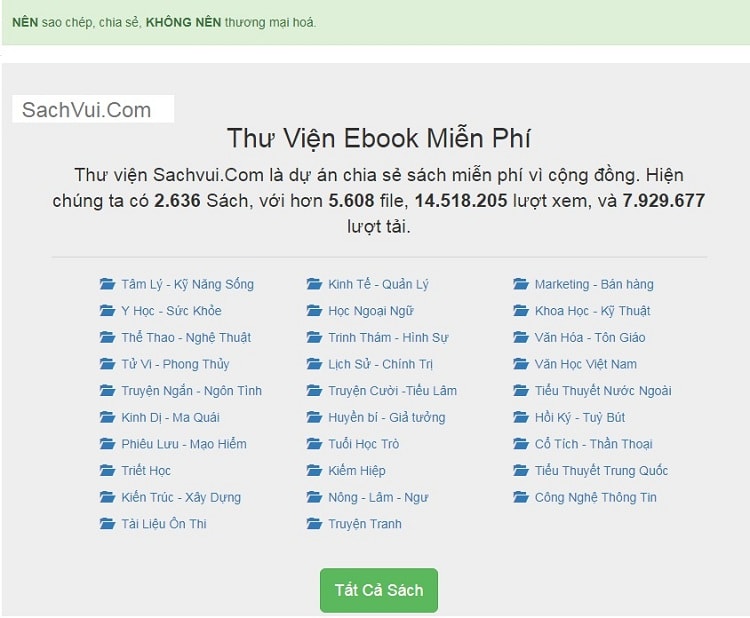 NÊN sao chép, chia sẻ, KHÔNG NÊN thương mại hoá.
SachVui.Com
Thư Viện Ebook Miễn Phí
Thư viện Sachvui.Com là dự án chia sẻ sách miễn phí vì cộng đồng. Hiện
chúng ta có 2.636 Sách, với hơn 5.608 file, 14.518.205 lượt xem, và 7.929.677
lượt tải.
Tâm Lý - Kỹ Năng Sống
Kinh Tế - Quản Lý
Marketing - Bán hàng
Y Học - Sức Khỏe
Học Ngoại Ngữ
Khoa Học - Kỹ Thuật
Thể Thao - Nghệ Thuật
Trinh Thám - Hình Sự
Văn Hóa - Tôn Giáo
Tử Vi - Phong Thủy
Lịch Sử - Chính Trị
Văn Học Việt Nam
Truyện Ngắn - Ngôn Tình
Truyện Cười -Tiếu Lâm
Tiểu Thuyết Nước Ngoài
Kinh Dị - Ma Quái
Huyền bí - Giả tưởng
Hồi Ký - Tuỳ Bút
Phiêu Lưu - Mạo Hiểm
Tuổi Học Trò
Cổ Tích - Thần Thoại
Triết Học
Kiếm Hiệp
Tiểu Thuyết Trung Quốc
Kiến Trúc - Xây Dựng
Nông - Lâm - Ngư
Công Nghệ Thông Tin
Tài Liệu Ôn Thi
Truyện Tranh
Tất Cả Sách